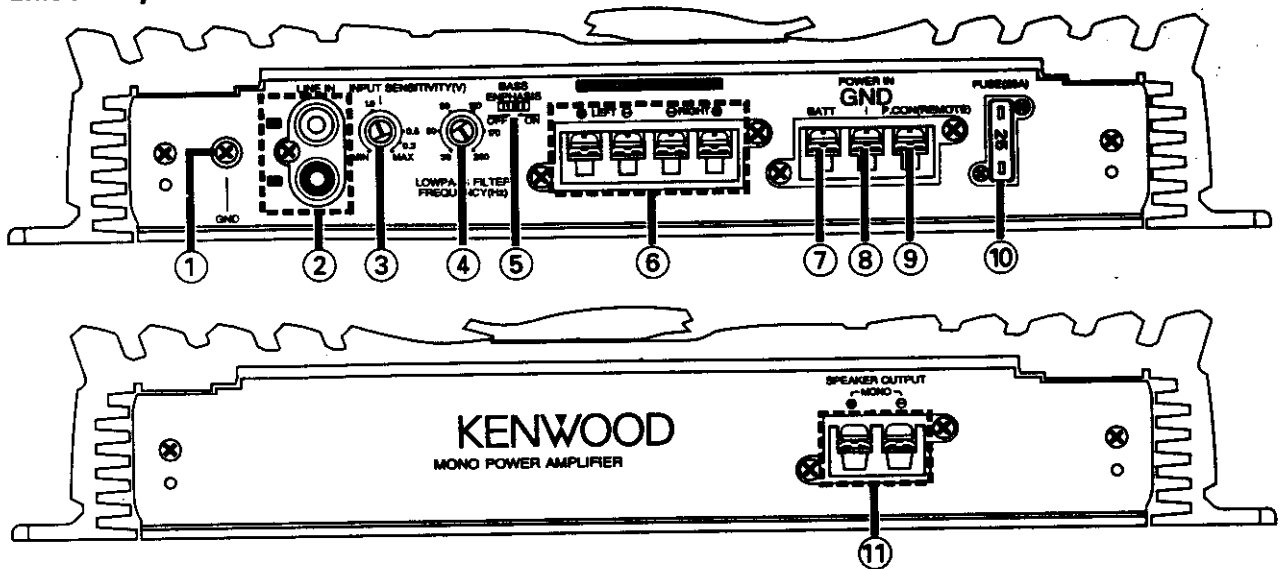 LINE IN
INPUT SENSITIVITY(V)
BASS
EMPHASIS
OFF ON
MIN MAX
LOWPASS FILTER
FREQUENCY(Hz)
⊕ LEFT ⊖ ⊖ RIGHT ⊕
POWER IN
GND
BATT P.CON(REMOTE)
FUSE(25A)
25
GND
① ② ③ ④ ⑤ ⑥ ⑦ ⑧ ⑨ ⑩
SPEAKER OUTPUT
MONO
⊕ ⊖
KENWOOD
MONO POWER AMPLIFIER
⑪